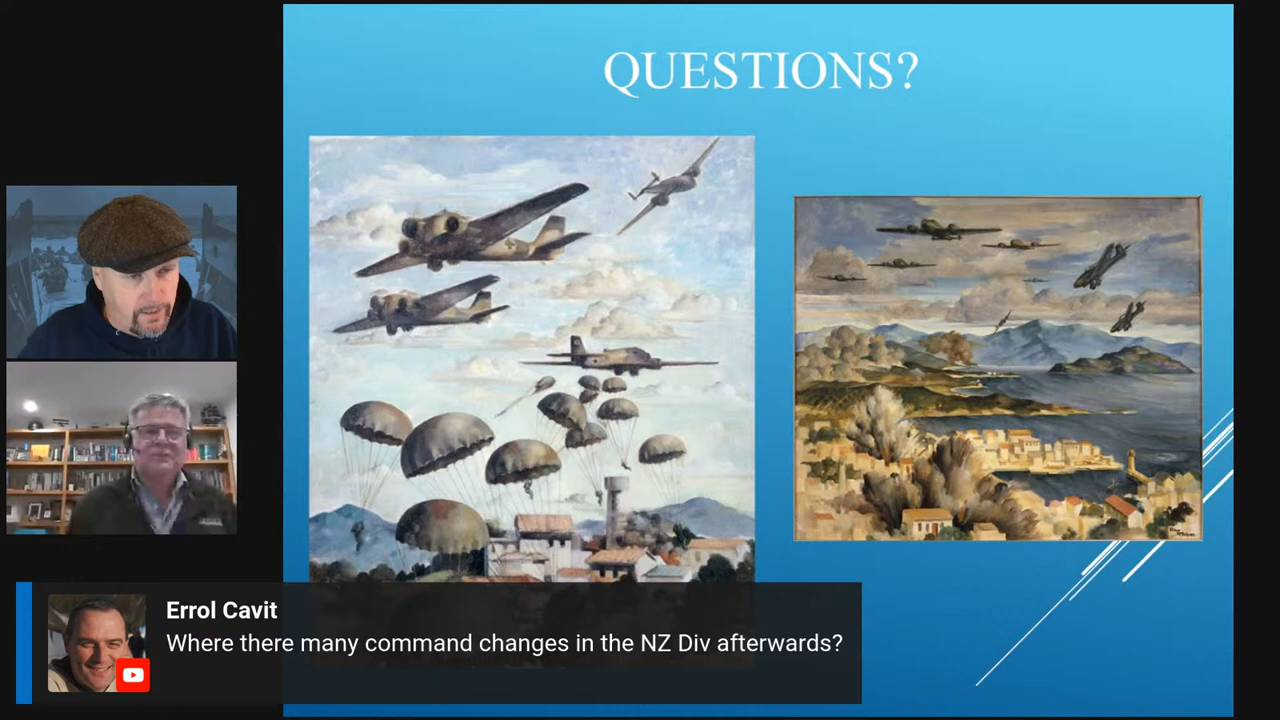 QUESTIONS?
Errol Cavit
Where there many command changes in the NZ Div afterwards?